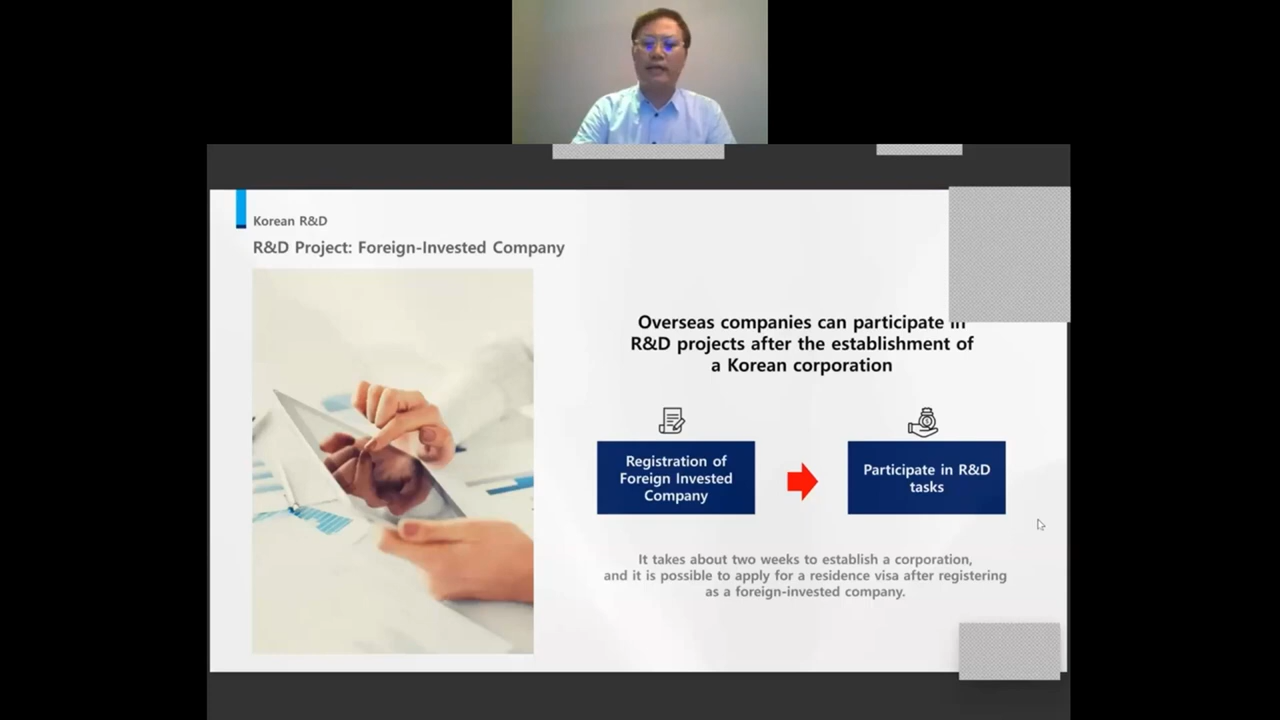 Korean R&D
R&D Project: Foreign-Invested Company
Overseas companies can participate in
R&D projects after the establishment of
a Korean corporation
Registration of
Foreign Invested
Company
Participate in R&D
tasks
It takes about two weeks to establish a corporation,
and it is possible to apply for a residence visa after registering
as a foreign-invested company.